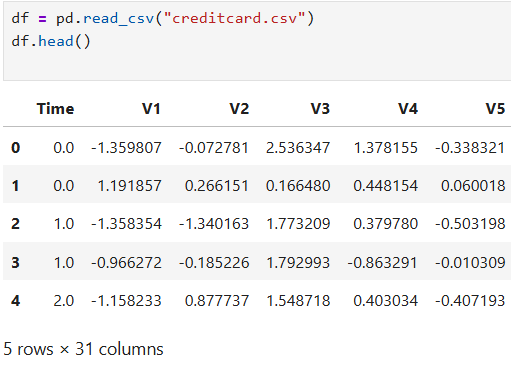 df = pd.read_csv("creditcard.csv")
df.head()
Time V1 V2 V3 V4 V5
0 0.0 -1.359807 -0.072781 2.536347 1.378155 -0.338321
1 0.0 1.191857 0.266151 0.166480 0.448154 0.060018
2 1.0 -1.358354 -1.340163 1.773209 0.379780 -0.503198
3 1.0 -0.966272 -0.185226 1.792993 -0.863291 -0.010309
4 2.0 -1.158233 0.877737 1.548718 0.403034 -0.407193
5 rows × 31 columns